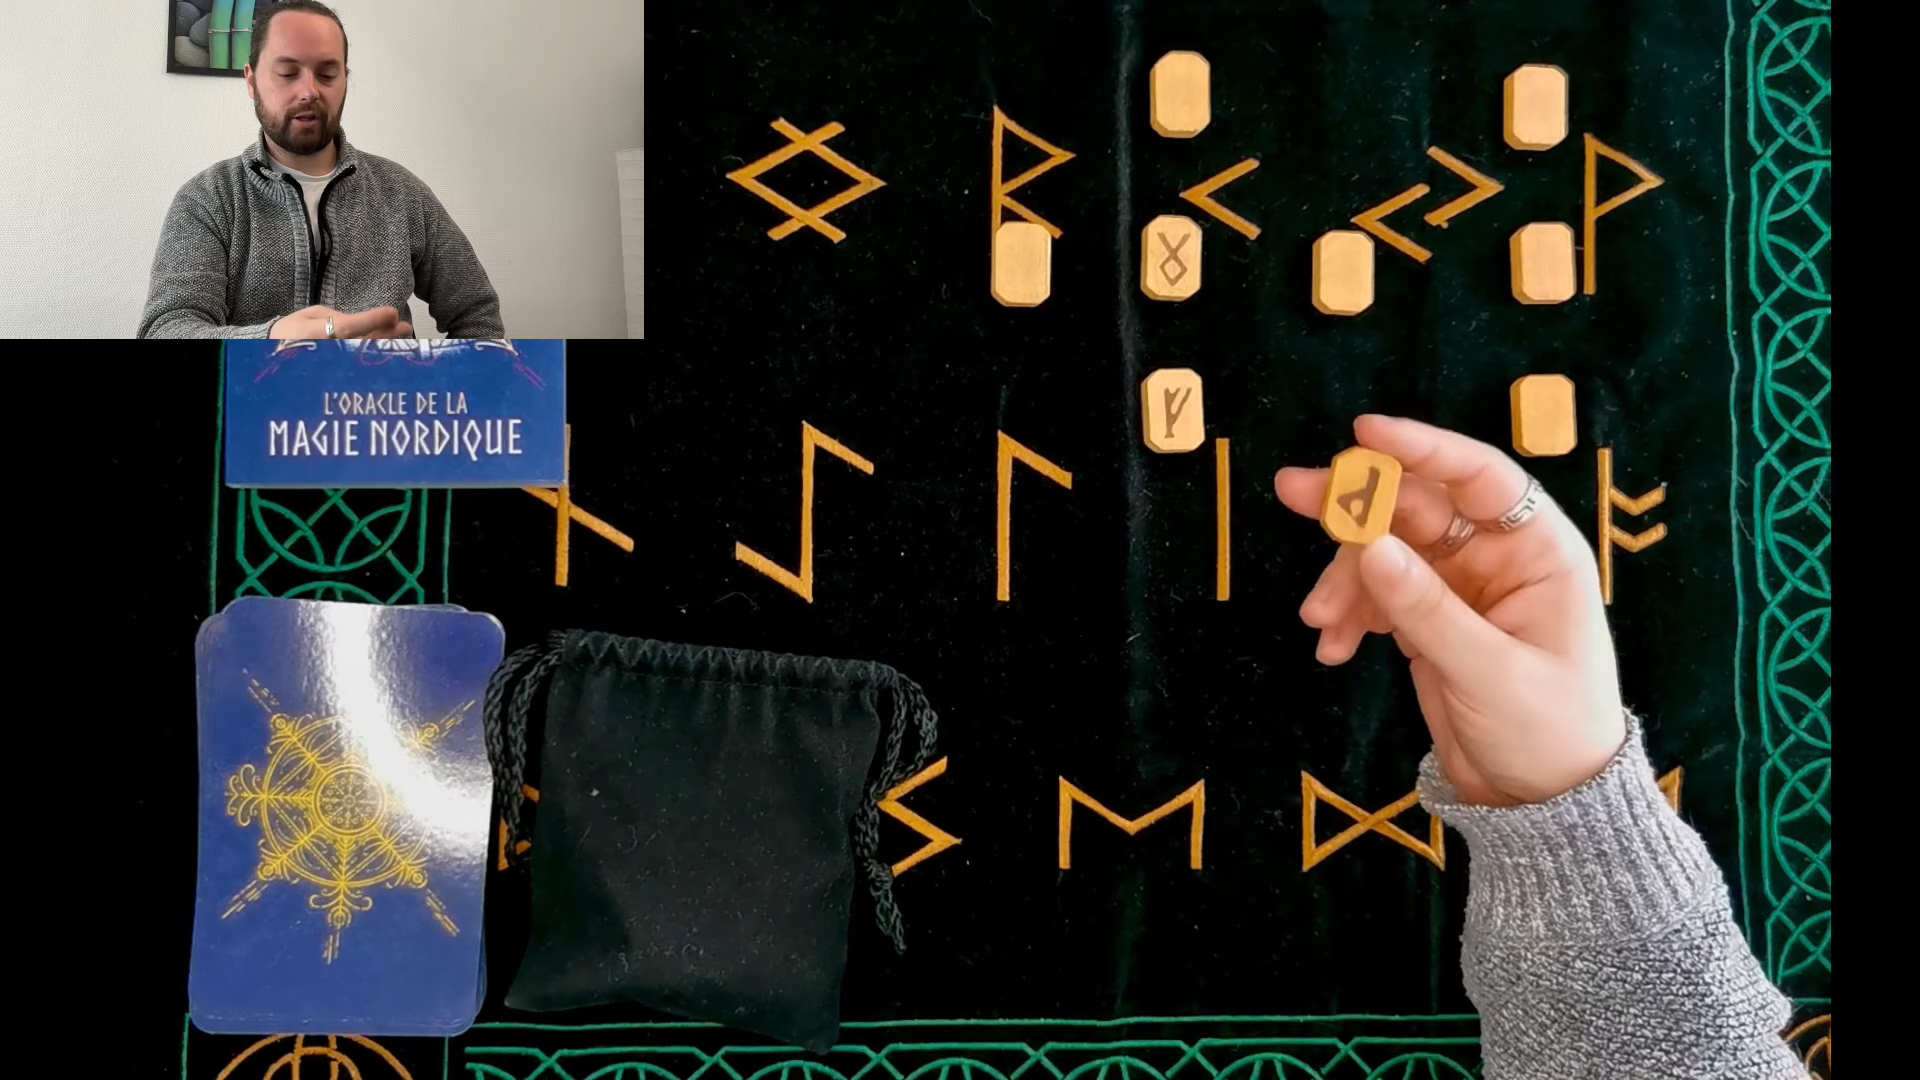 ᛝ ᚱ ᚲ ᛃ ᚹ
ᛟ
ᚠ
L'ORACLE DE LA
MAGIE NORDIQUE
ᚾ ᛇ ᛚ ᛁ
ᚹ
ᛖ ᛞ